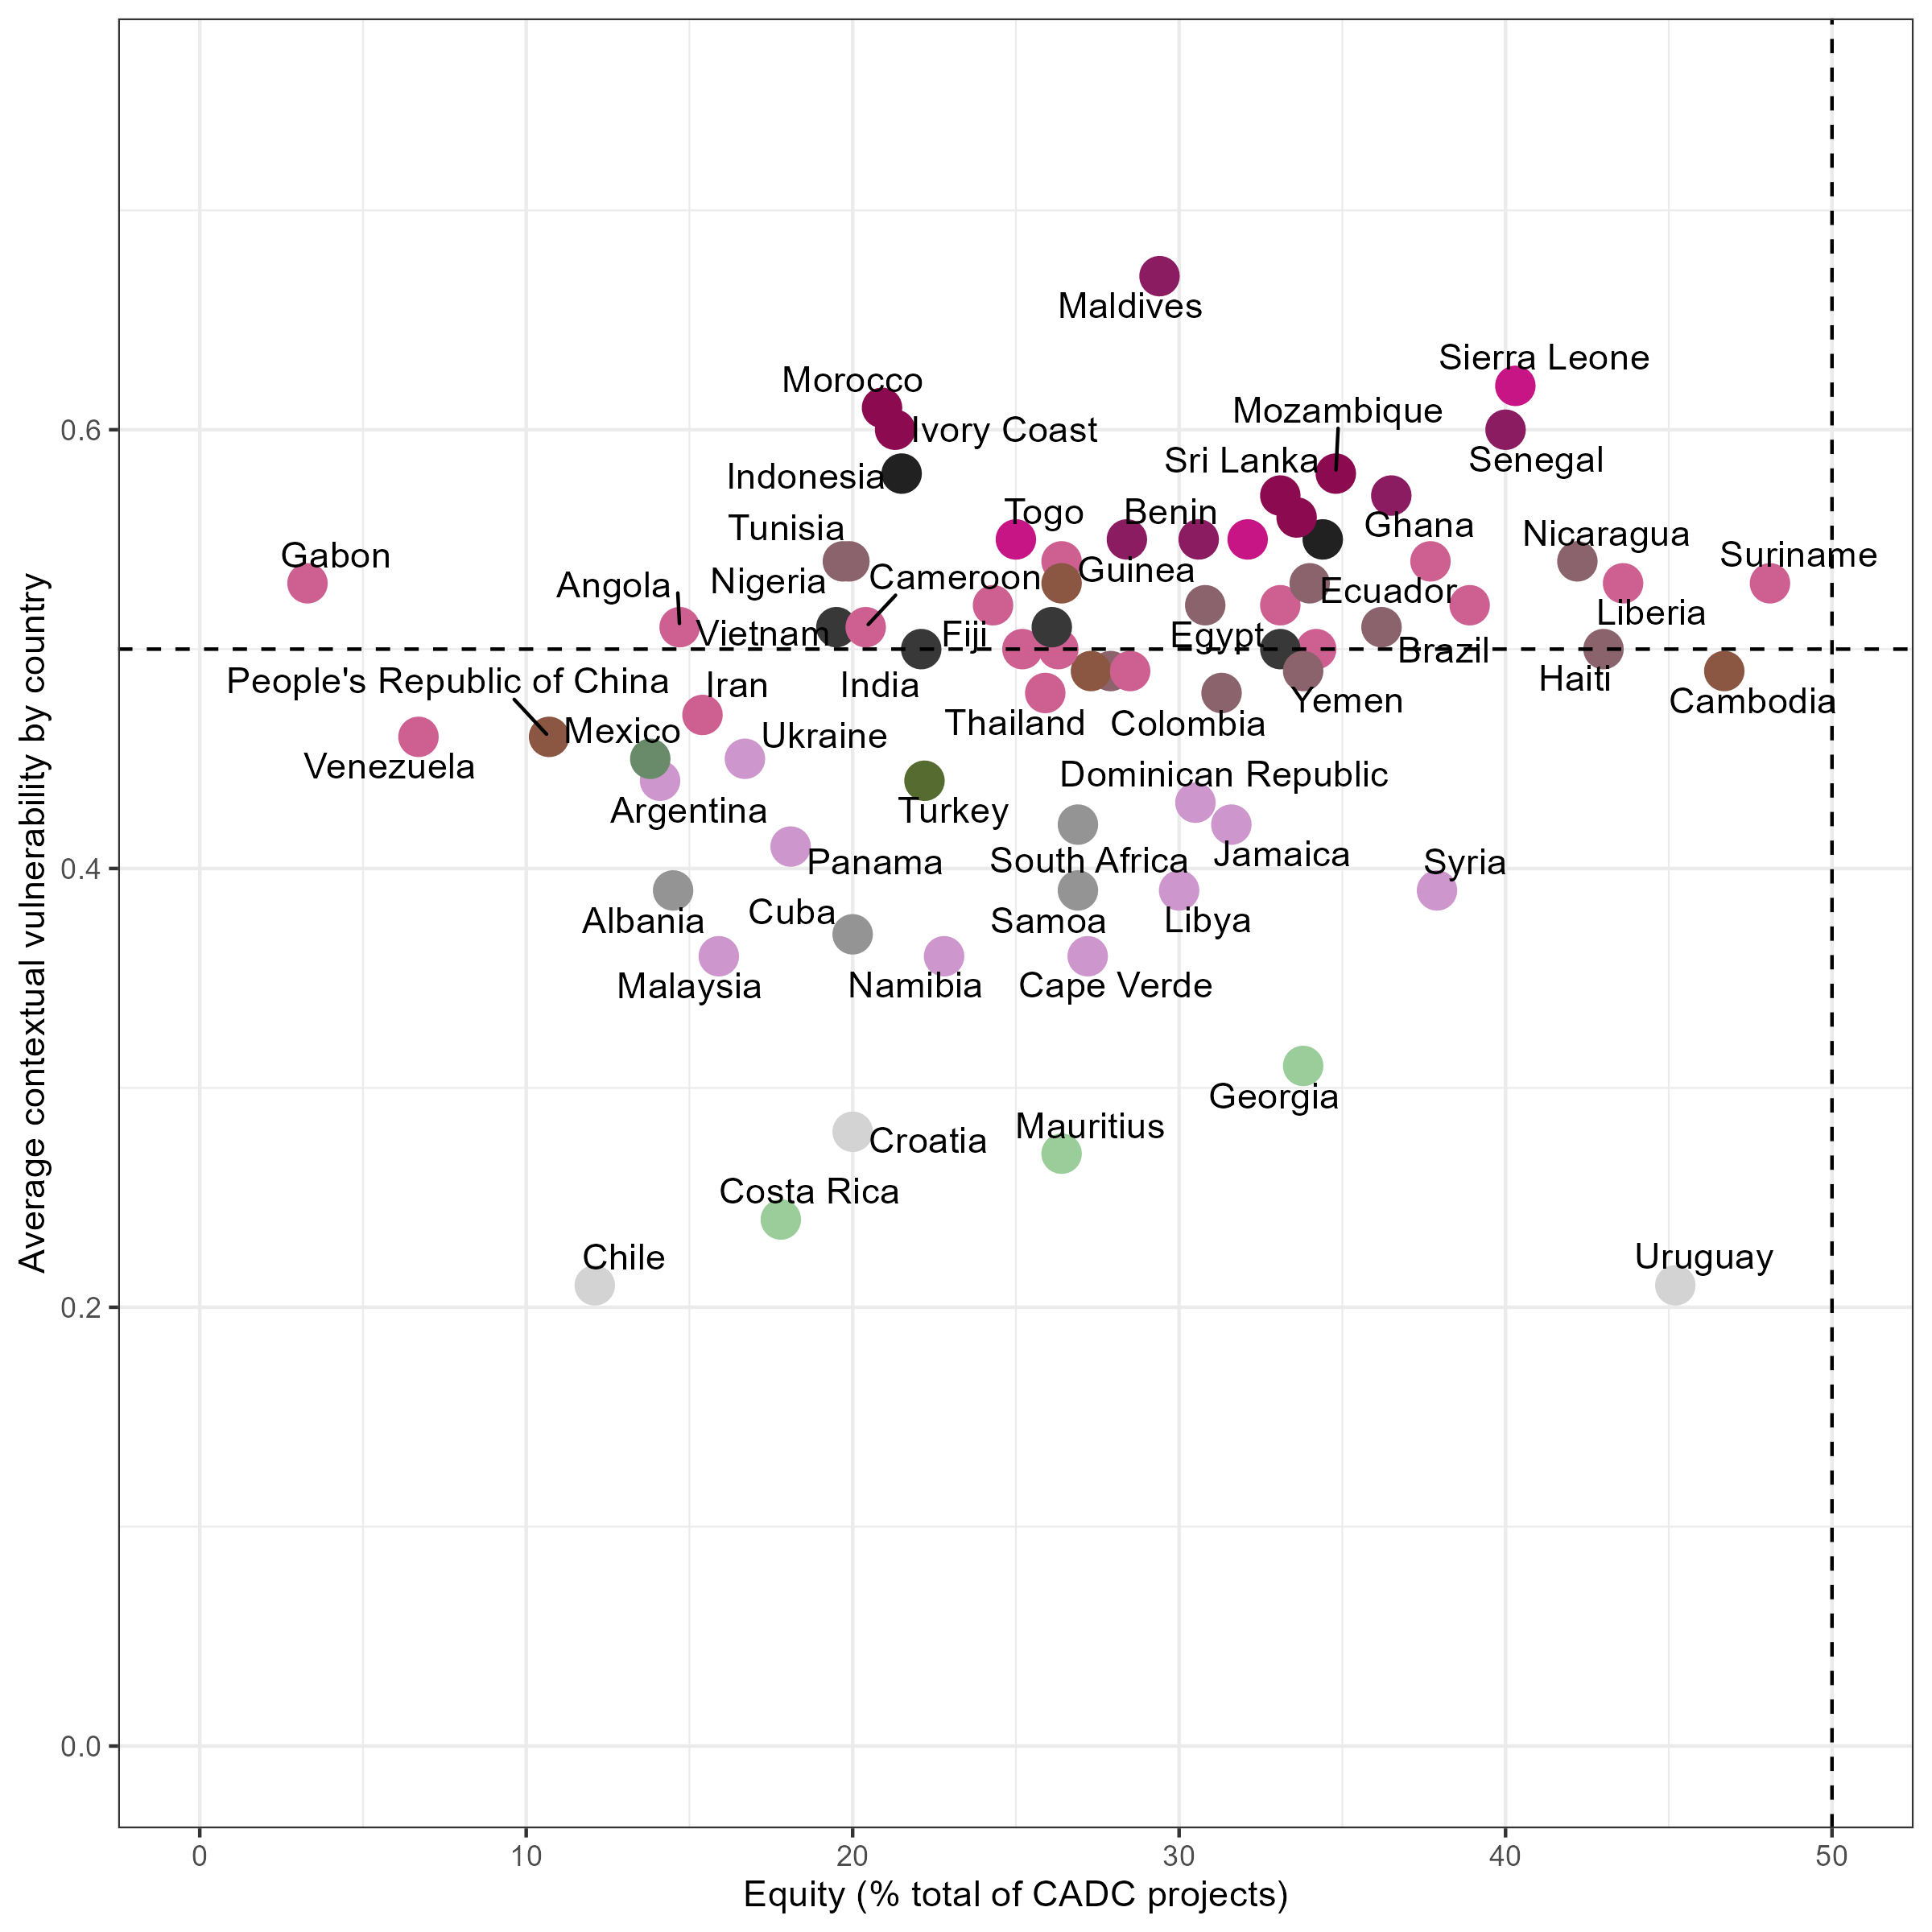 Maldives
Sierra Leone
Morocco
Mozambique
Ivory Coast
0.6
Sri Lanka
Senegal
Indonesia
Togo
Benin
Tunisia
Ghana
Nicaragua
Gabon
Suriname
Guinea
Nigeria
Cameroon
Angola
Ecuador
Liberia
Vietnam
Fiji
Egypt
Brazil
People's Republic of China
Iran
India
Haiti
Yemen
Cambodia
Thailand
Colombia
Mexico
Ukraine
Venezuela
Dominican Republic
Argentina
Turkey
Panama
South Africa
Jamaica
Syria
0.4
Albania
Cuba
Samoa
Libya
Malaysia
Namibia
Cape Verde
Georgia
Mauritius
Croatia
Costa Rica
Chile
Uruguay
0.2
0.0
0
10
20
30
40
50
Equity (% total of CADC projects)
Average contextual vulnerability by country